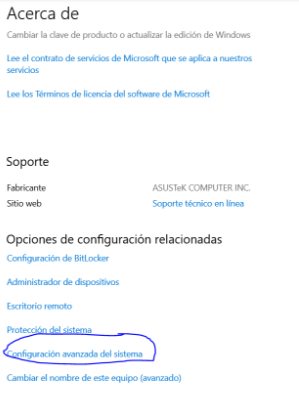 Acerca de
Cambiar la clave de producto o actualizar la edición de Windows
Lee el contrato de servicios de Microsoft que se aplica a nuestros
servicios
Lee los Términos de licencia del software de Microsoft
Soporte
Fabricante ASUSTeK COMPUTER INC.
Sitio web Soporte técnico en línea
Opciones de configuración relacionadas
Configuración de BitLocker
Administrador de dispositivos
Escritorio remoto
Protección del sistema
Configuración avanzada del sistema
Cambiar el nombre de este equipo (avanzado)